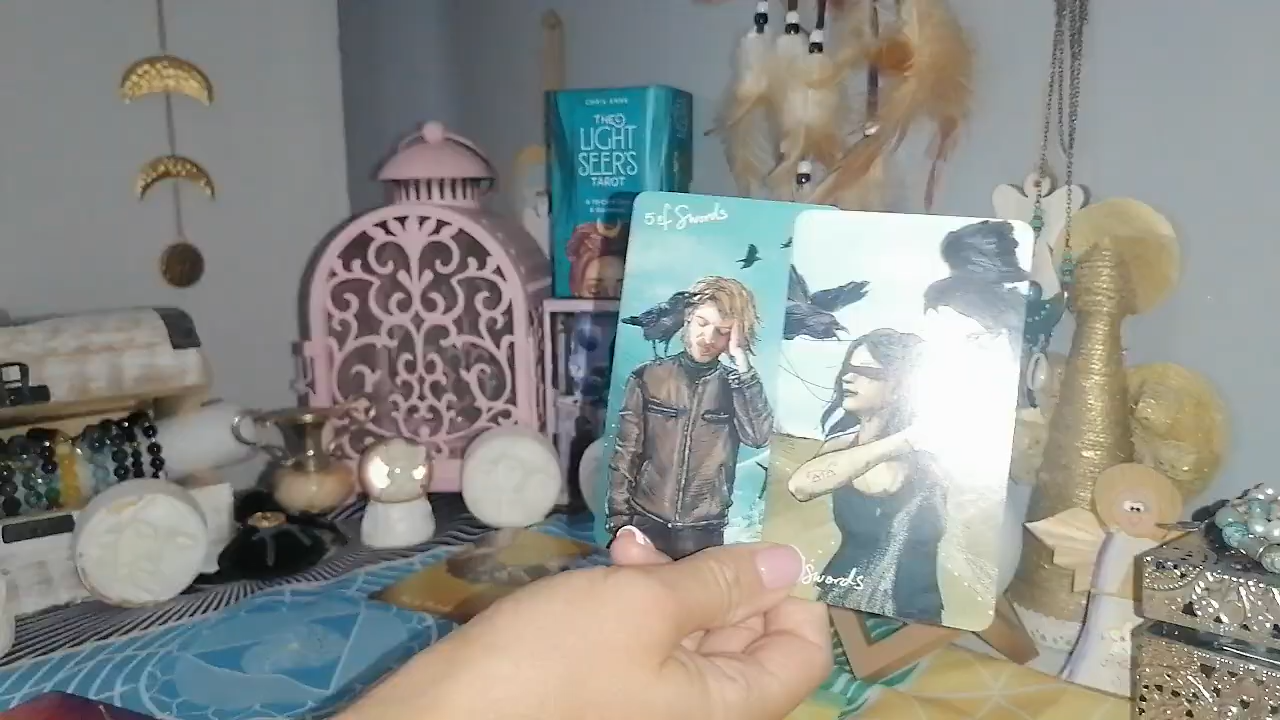 CHRIS-ANNE
THE
LIGHT
SEER'S
TAROT
5 of Swords
Swords